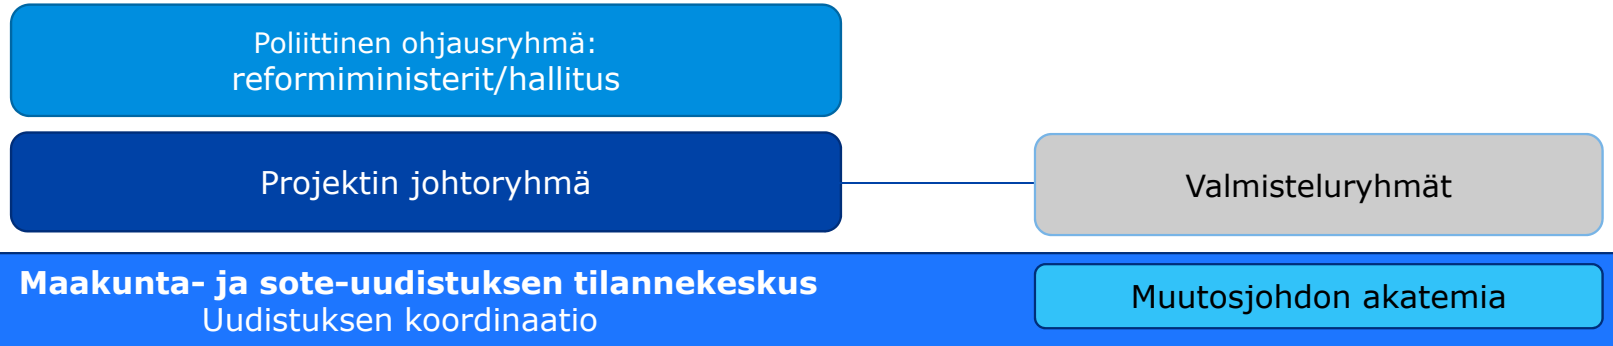 Poliittinen ohjausryhmä:
reformiministerit/hallitus
Projektin johtoryhmä
Valmisteluryhmät
Maakunta- ja sote-uudistuksen tilannekeskus
Uudistuksen koordinaatio
Muutosjohdon akatemia